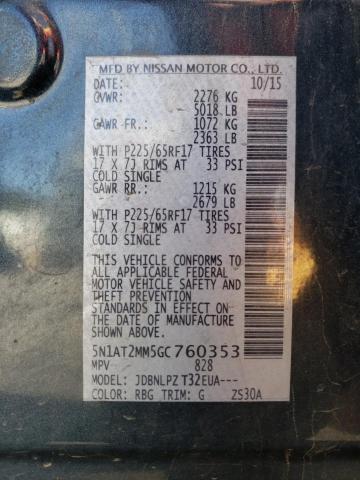 MFD BY NISSAN MOTOR CO., LTD.
DATE: 10/15
GVWR: 2276 KG
5018 LB
GAWR FR.: 1072 KG
2363 LB
WITH P225/65RF17 TIRES
17 X 7J RIMS AT 33 PSI
COLD SINGLE
GAWR RR: 1215 KG
2679 LB
WITH P225/65RF17 TIRES
17 X 7J RIMS AT 33 PSI
COLD SINGLE
THIS VEHICLE CONFORMS TO
ALL APPLICABLE FEDERAL
MOTOR VEHICLE SAFETY
AND THEFT PREVENTION
STANDARDS IN EFFECT ON
THE DATE OF MANUFACTURE
SHOWN ABOVE.
5N1AT2MM5GC760353
MPV 828
MODEL: JDBNLPZ T32EUA---
COLOR: RBG TRIM: G ZS30A